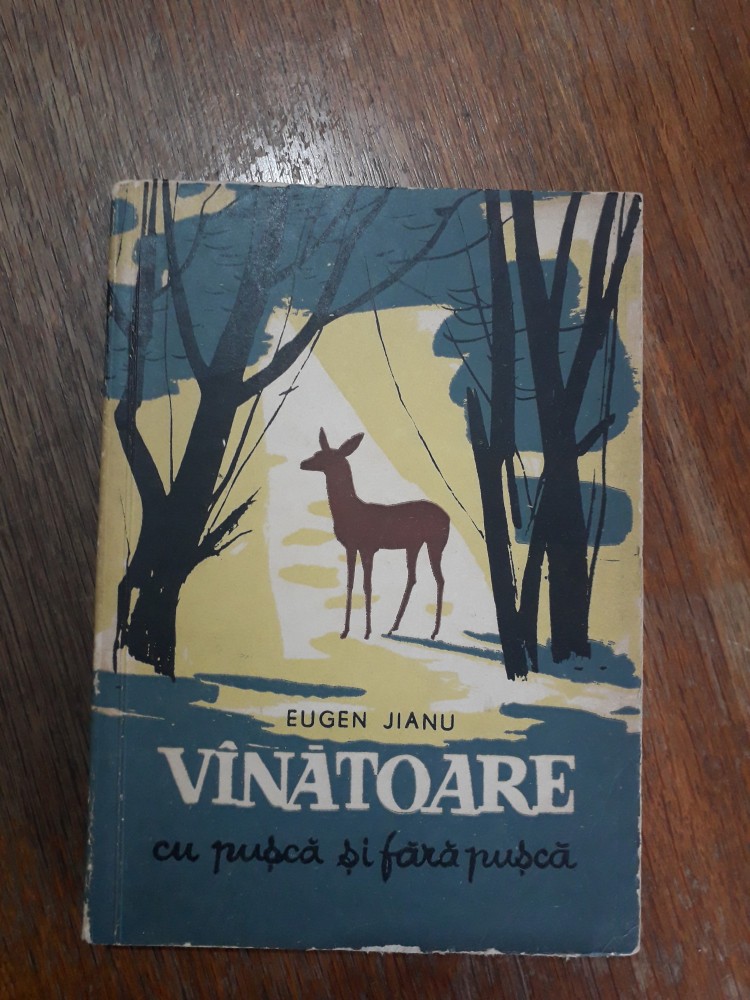 EUGEN JIANU
VÎNĂTOARE
cu pușcă și fără pușcă